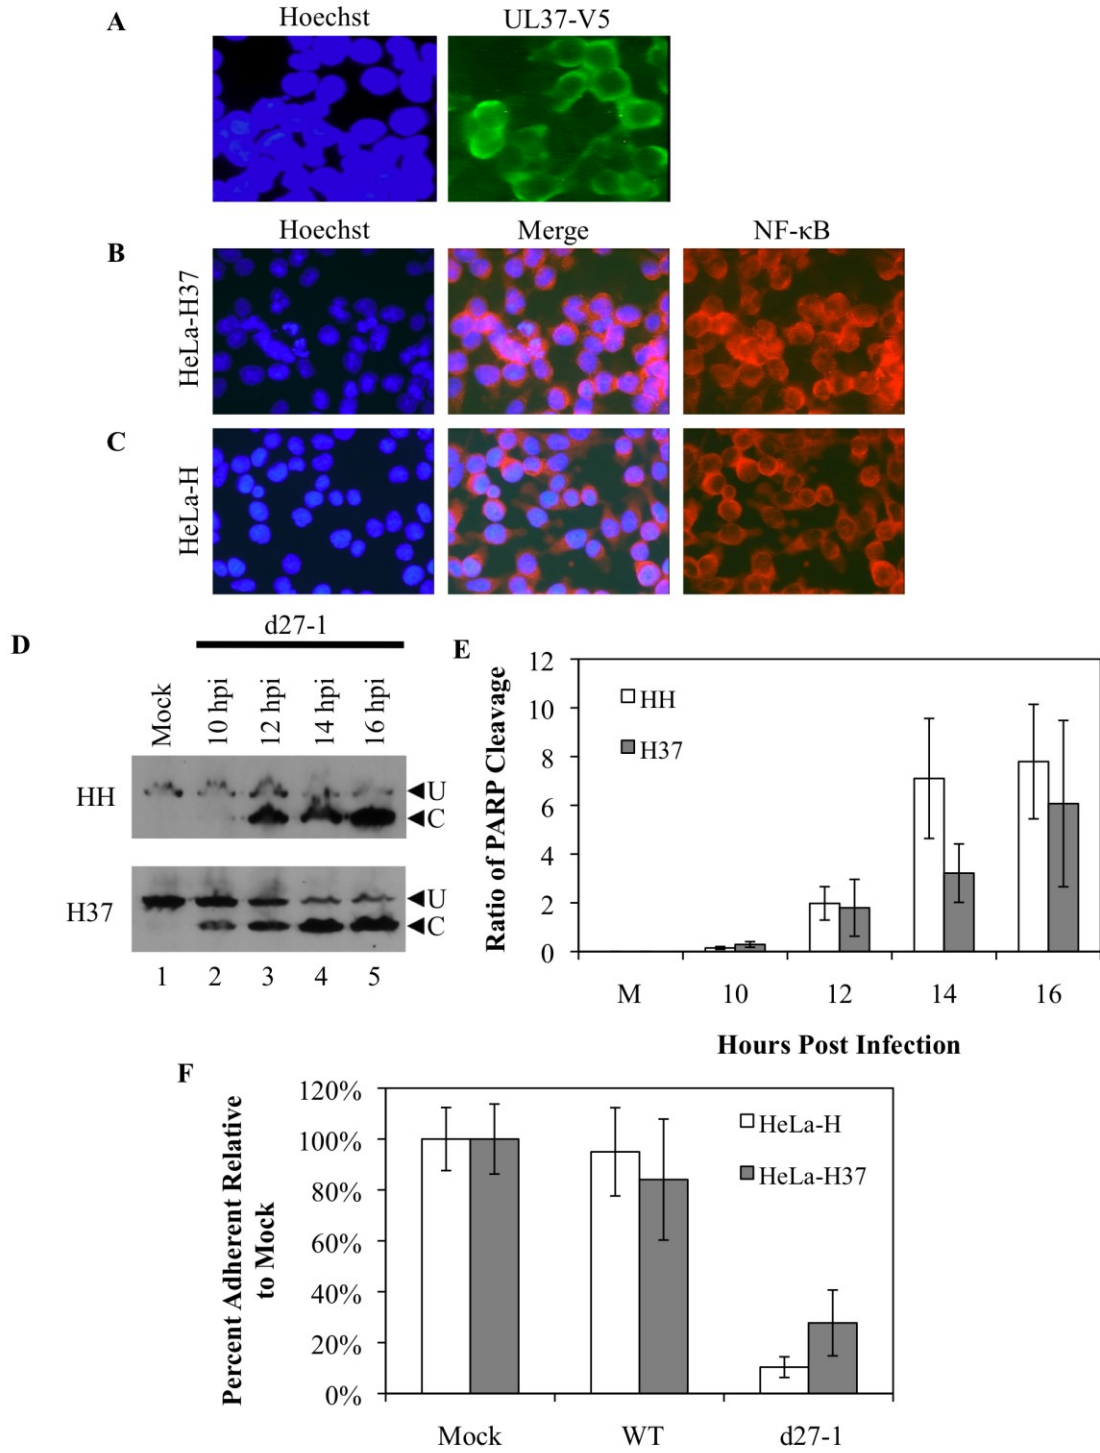 A
Hoechst UL37-V5
Hoechst Merge NF-κB
B
HeLa-H37
C
HeLa-H
D
d27-1
Mock 10 hpi 12 hpi 14 hpi 16 hpi
HH
U
C
H37
U
C
1 2 3 4 5
E
Ratio of PARP Cleavage
12
10
8
6
4
2
0
HH
H37
M 10 12 14 16
Hours Post Infection
F
Percent Adherent Relative
to Mock
120%
100%
80%
60%
40%
20%
0%
HeLa-H
HeLa-H37
Mock WT d27-1